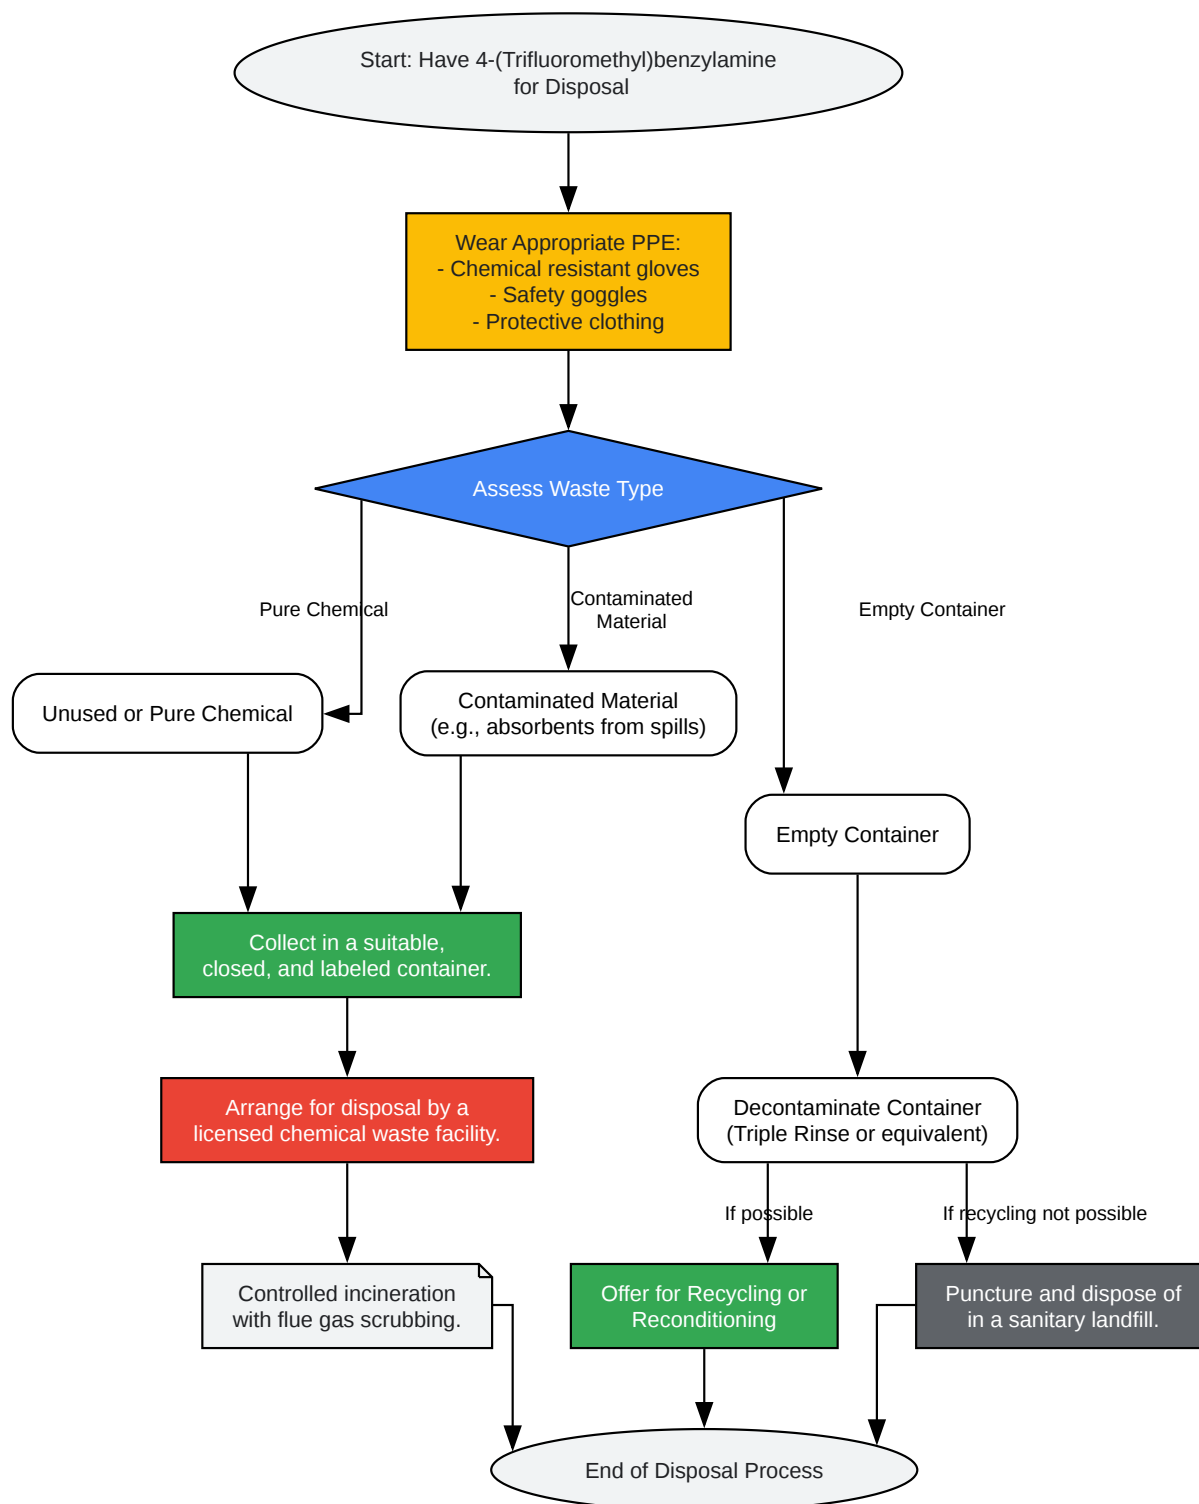 Start: Have 4-(Trifluoromethyl)benzylamine
for Disposal
Wear Appropriate PPE:
- Chemical resistant gloves
- Safety goggles
- Protective clothing
Assess Waste Type
Pure Chemical
Contaminated
Material
Empty Container
Unused or Pure Chemical
Contaminated Material
(e.g., absorbents from spills)
Empty Container
Collect in a suitable,
closed, and labeled container.
Arrange for disposal by a
licensed chemical waste facility.
Decontaminate Container
(Triple Rinse or equivalent)
If possible
If recycling not possible
Controlled incineration
with flue gas scrubbing.
Offer for Recycling or
Reconditioning
Puncture and dispose of
in a sanitary landfill.
End of Disposal Process